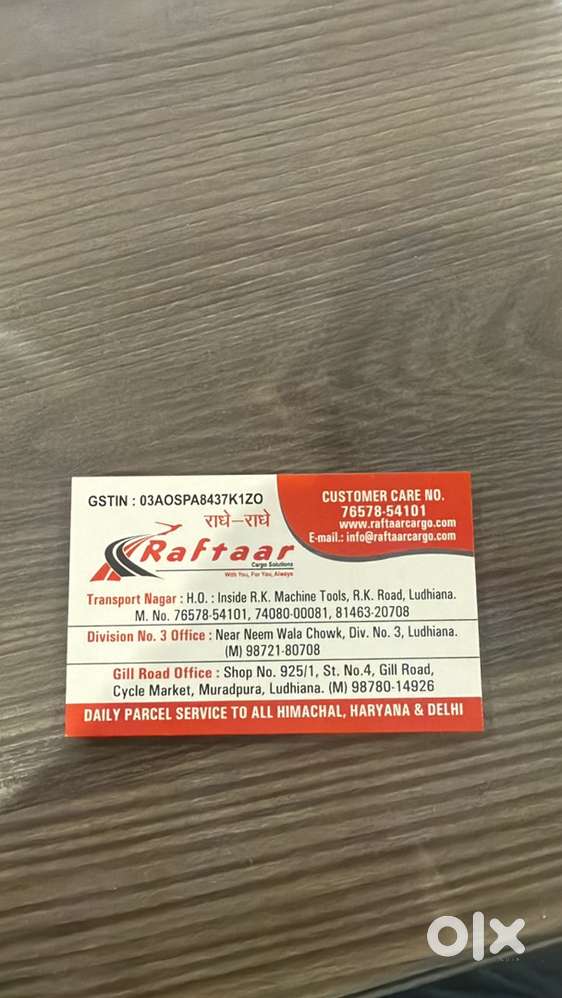 GSTIN : 03AOSPA8437K1ZO
राधे-राधे
Raftaar
Cargo Solutions
With You, For You, Always
CUSTOMER CARE NO.
76578-54101
www.raftaarcargo.com
E-mail.: info@raftaarcargo.com
Transport Nagar : H.O. : Inside R.K. Machine Tools, R.K. Road, Ludhiana.
M. No. 76578-54101, 74080-00081, 81463-20708
Division No. 3 Office : Near Neem Wala Chowk, Div. No. 3, Ludhiana.
(M) 98721-80708
Gill Road Office : Shop No. 925/1, St. No.4, Gill Road,
Cycle Market, Muradpura, Ludhiana. (M) 98780-14926
DAILY PARCEL SERVICE TO ALL HIMACHAL, HARYANA & DELHI
olx